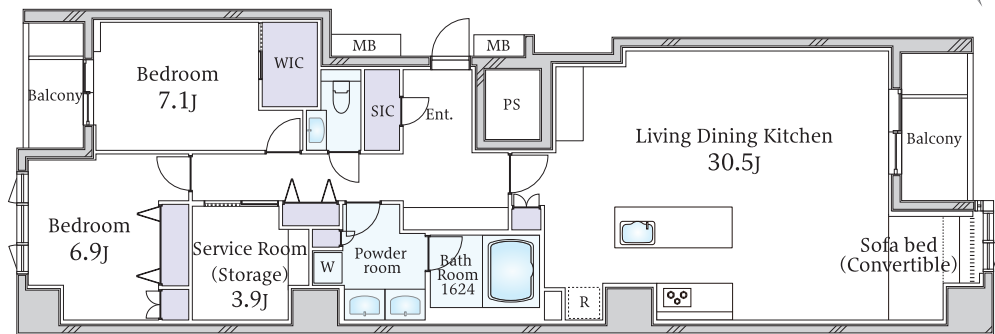 MB
MB
WIC
Bedroom
7.1J
Balcony
SIC
Ent.
PS
Living Dining Kitchen
30.5J
Balcony
Bedroom
6.9J
Service Room
(Storage)
3.9J
W
Powder
room
Bath
Room
1624
Sofa bed
(Convertible)
R